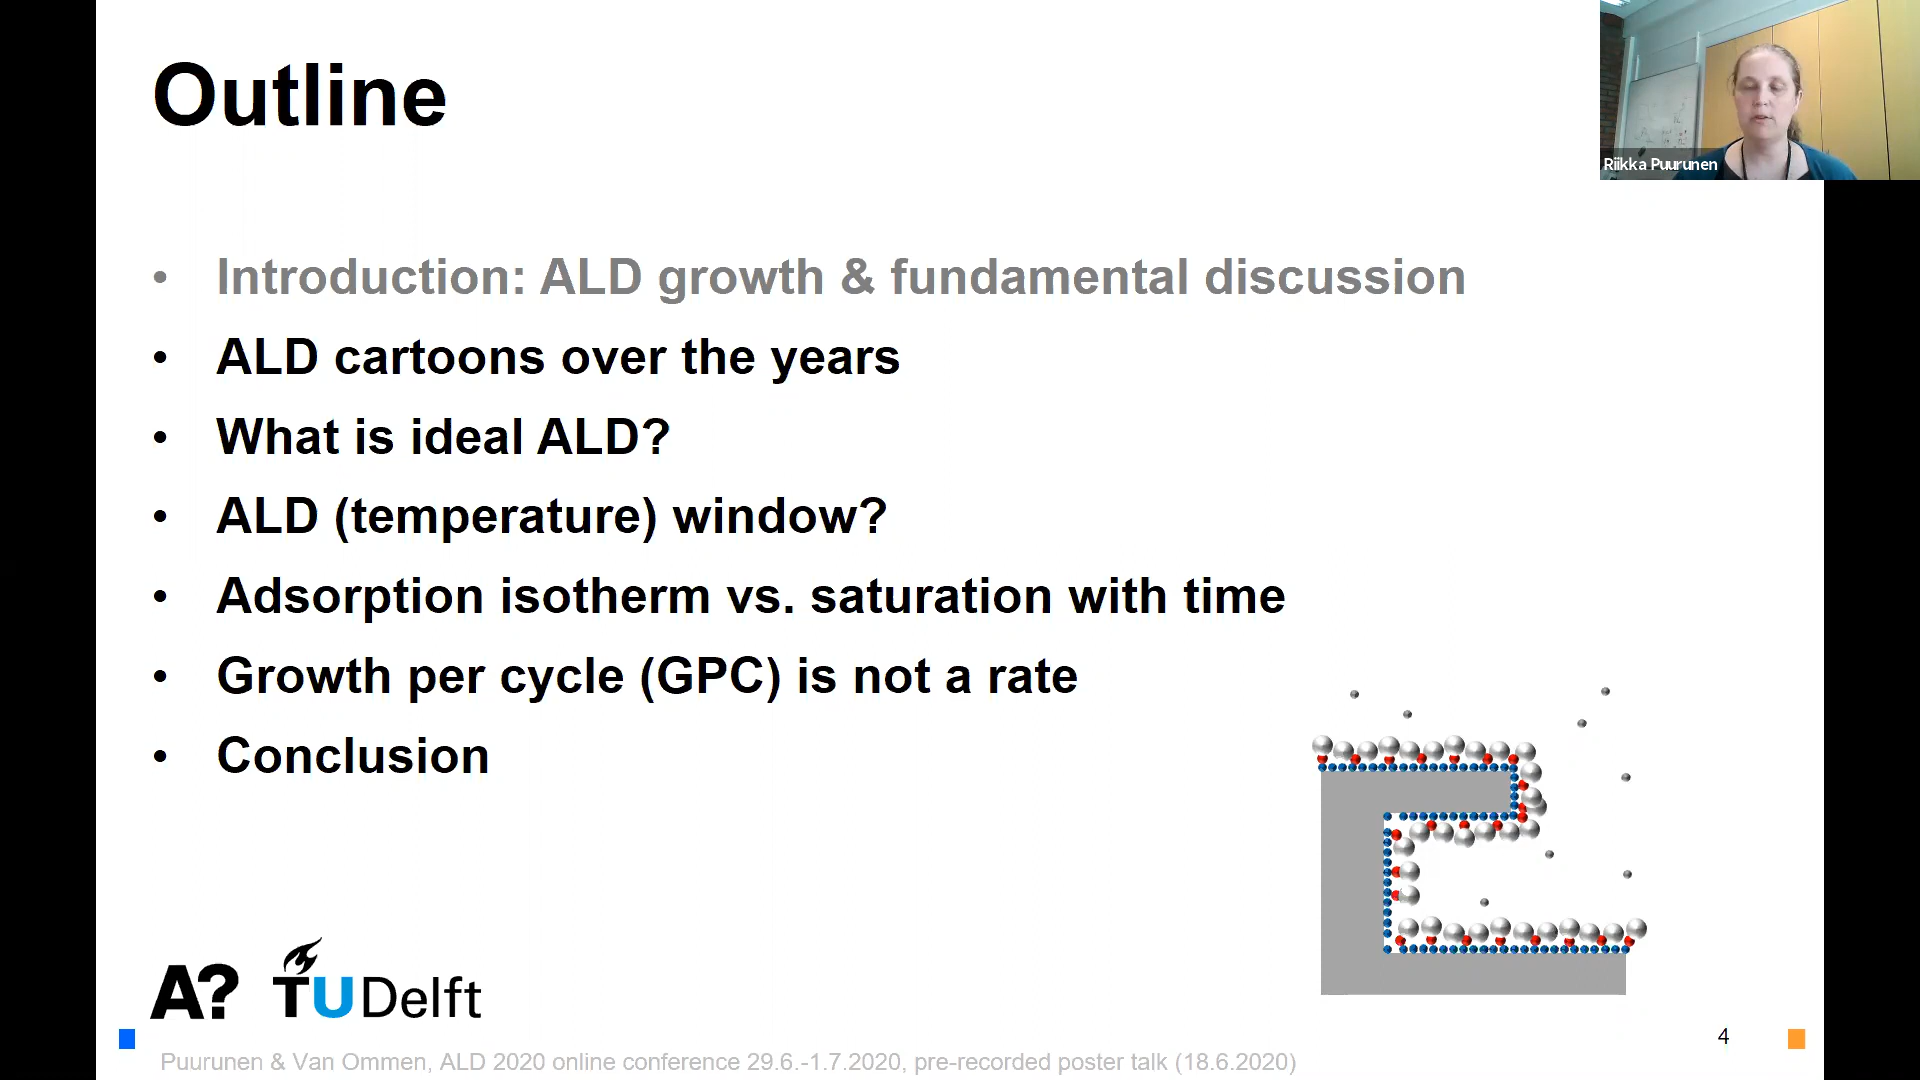 Outline
Riikka Puurunen
• Introduction: ALD growth & fundamental discussion
• ALD cartoons over the years
• What is ideal ALD?
• ALD (temperature) window?
• Adsorption isotherm vs. saturation with time
• Growth per cycle (GPC) is not a rate
• Conclusion
A? TU Delft
4
Puurunen & Van Ommen, ALD 2020 online conference 29.6.-1.7.2020, pre-recorded poster talk (18.6.2020)